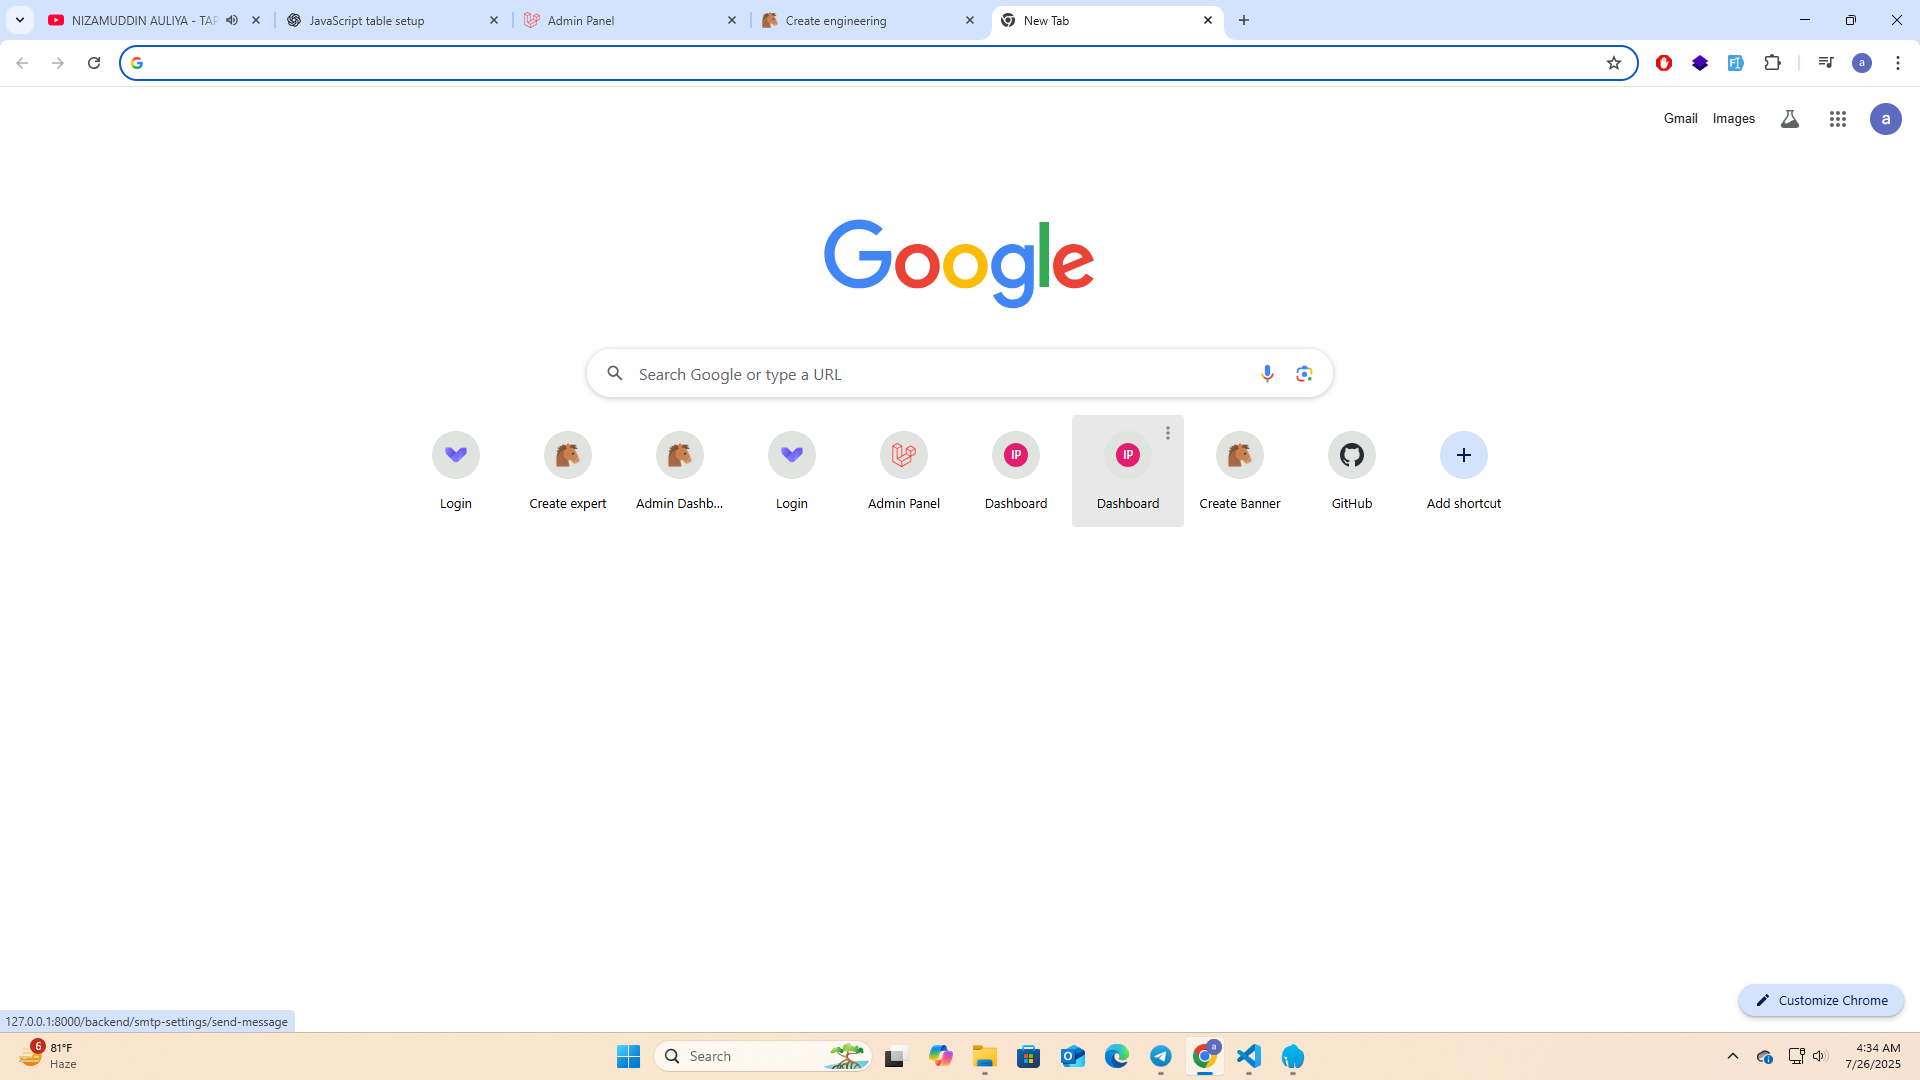 NIZAMUDDIN AULIYA - TAP
JavaScript table setup
Admin Panel
Create engineering
New Tab
a
Gmail
Images
a
Google
Search Google or type a URL
Login
Create expert
Admin Dashb...
Login
Admin Panel
IP
Dashboard
IP
Dashboard
Create Banner
GitHub
Add shortcut
Customize Chrome
127.0.0.1:8000/backend/smtp-settings/send-message
6
81°F
Haze
Search
a
4:34 AM
7/26/2025